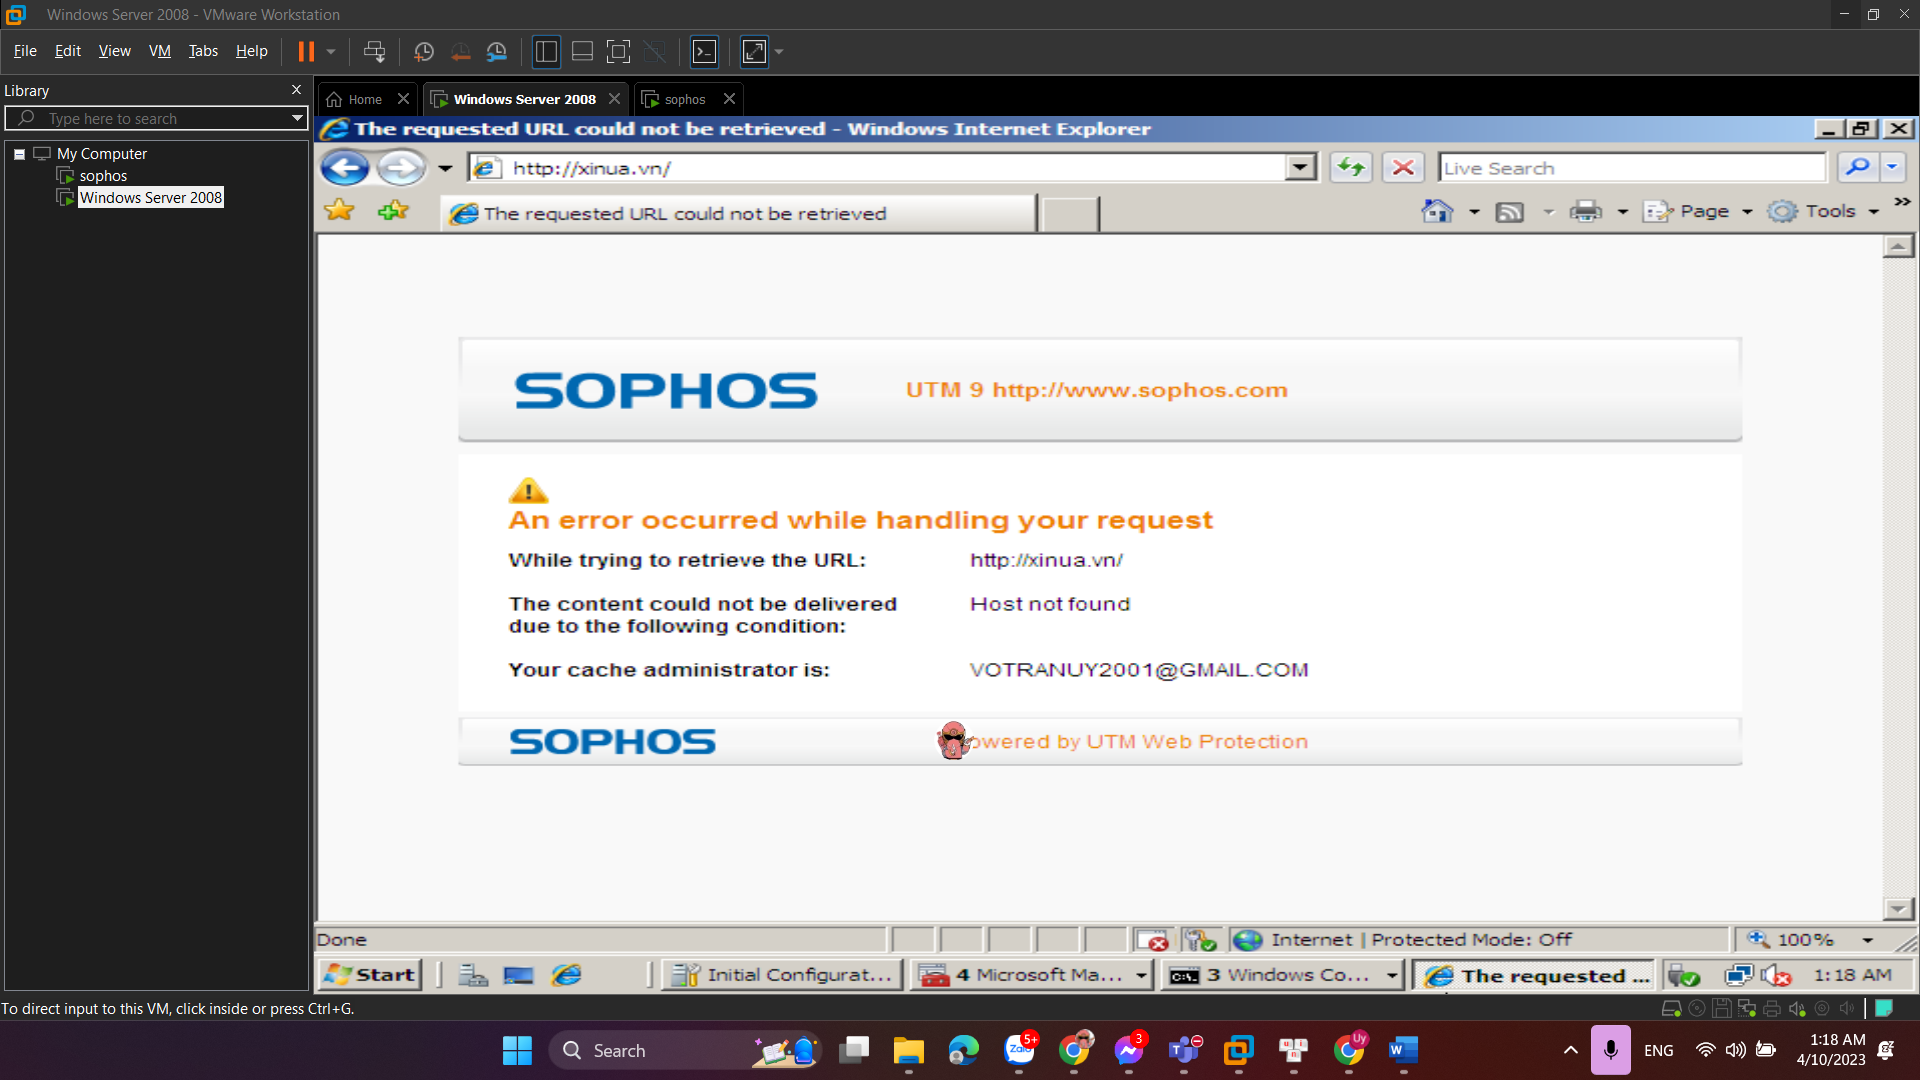 Windows Server 2008 - VMware Workstation
File Edit View VM Tabs Help
Library
Type here to search
My Computer
sophos
Windows Server 2008
Home
Windows Server 2008
sophos
The requested URL could not be retrieved - Windows Internet Explorer
http://xinua.vn/
Live Search
The requested URL could not be retrieved
Page
Tools
SOPHOS
UTM 9 http://www.sophos.com
An error occurred while handling your request
While trying to retrieve the URL: http://xinua.vn/
The content could not be delivered Host not found
due to the following condition:
Your cache administrator is: VOTRANUY2001@GMAIL.COM
SOPHOS
owered by UTM Web Protection
Done
Internet | Protected Mode: Off
100%
Start
Initial Configurat...
4 Microsoft Ma...
3 Windows Co...
The requested ...
1:18 AM
To direct input to this VM, click inside or press Ctrl+G.
Search
Zalo
5+
3
Uy
ENG
1:18 AM
4/10/2023